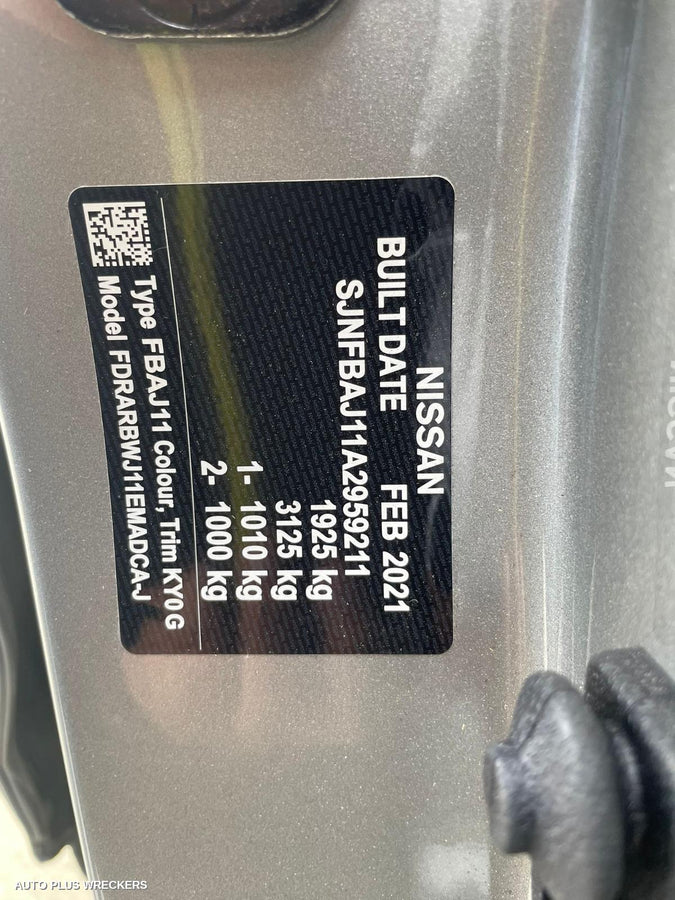 NISSAN
BUILT DATE FEB 2021
SJNFBAJ11A2959211
1925 kg
3125 kg
1- 1010 kg
2- 1000 kg
Type FBAJ11 Colour, Trim KY0G
Model FDRARBWJ11EMADCA-J
AUTO PLUS WRECKERS